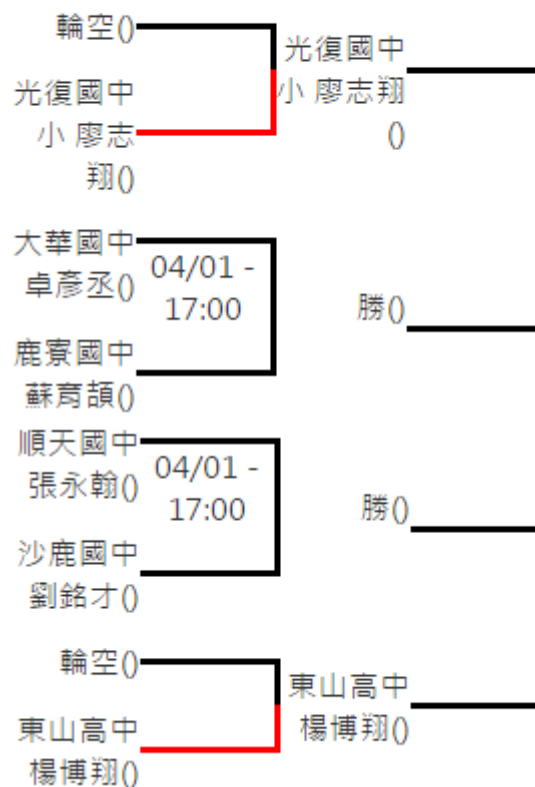 輪空()
光復國中
小 廖志
翔()
光復國中
小 廖志翔
()
大華國中
卓彥丞()
04/01 -
17:00
鹿寮國中
蘇育頡()
勝()
順天國中
張永翰()
04/01 -
17:00
沙鹿國中
劉銘才()
勝()
輪空()
東山高中
楊博翔()
東山高中
楊博翔()